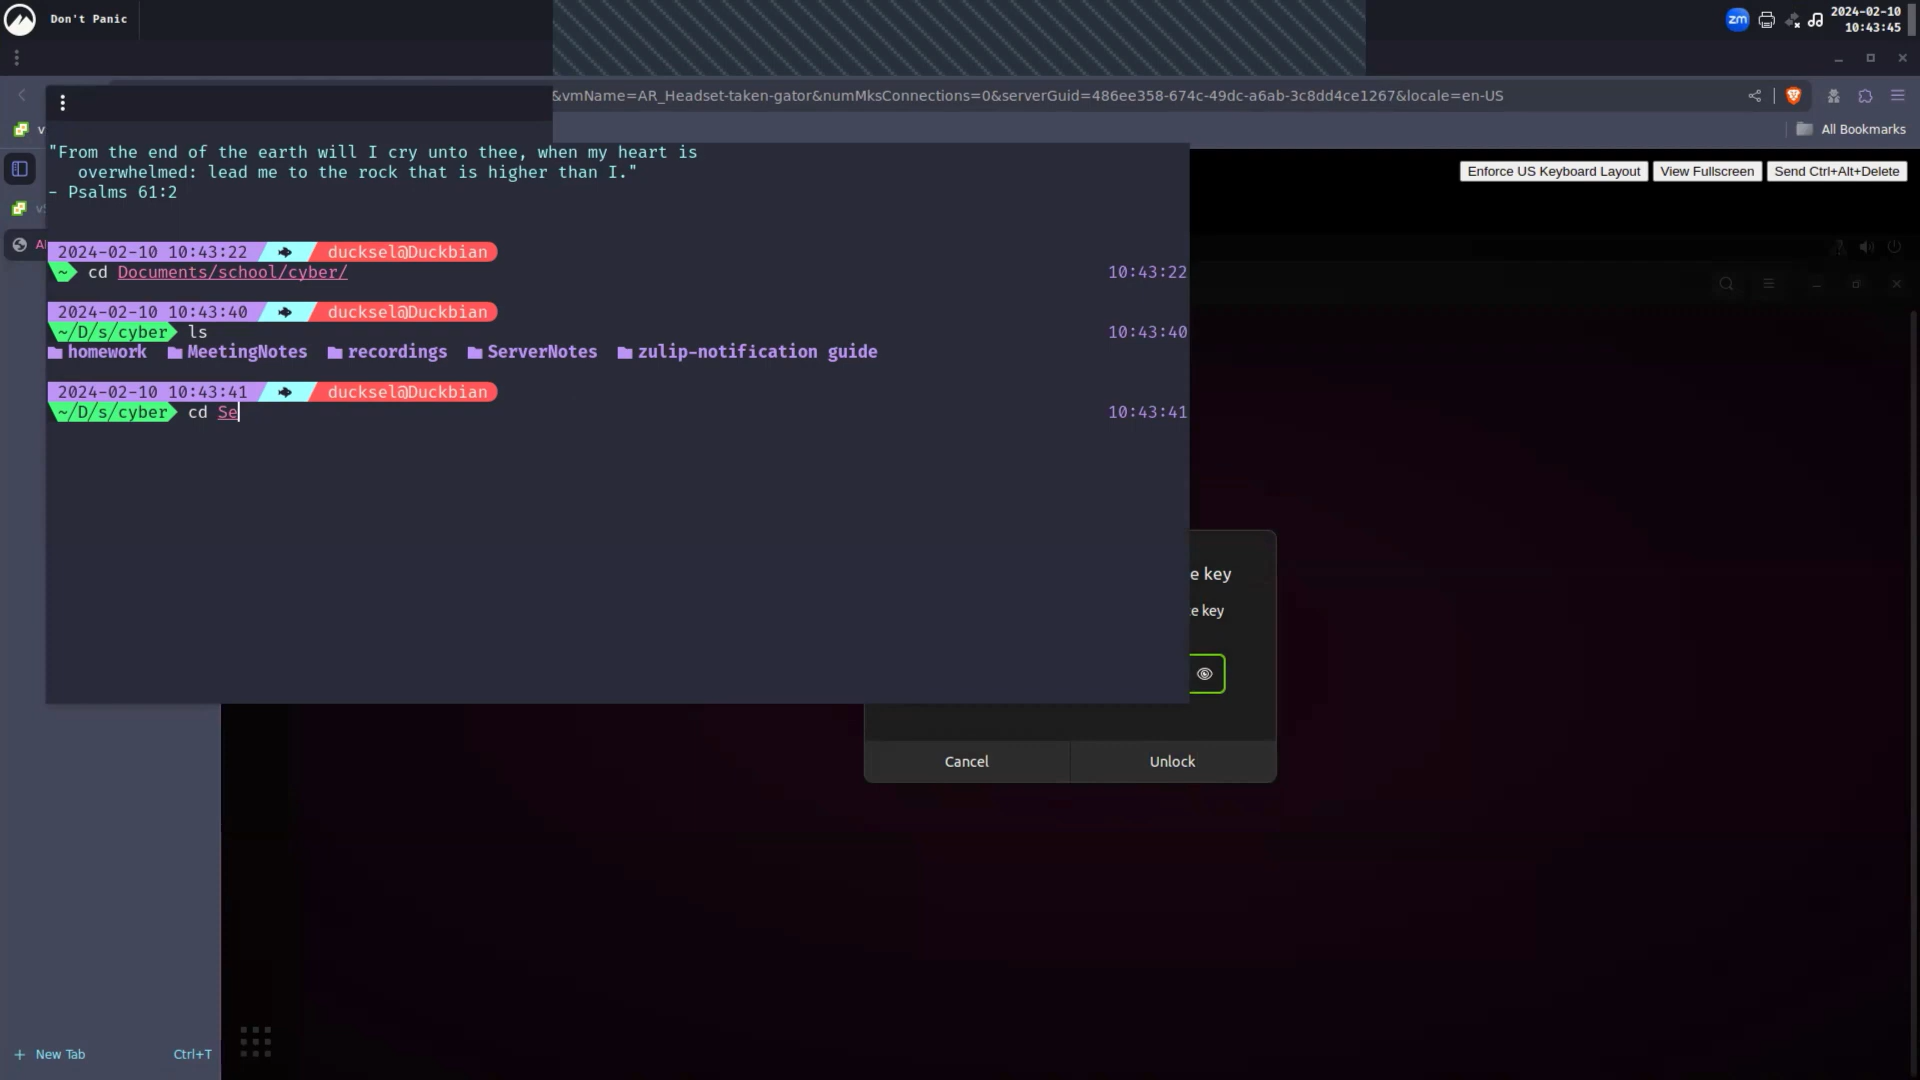 Don't Panic
zm
2024-02-10
10:43:45
&vmName=AR_Headset-taken-gator&numMksConnections=0&serverGuid=486ee358-674c-49dc-a6ab-3c8dd4ce1267&locale=en-US
v
All Bookmarks
"From the end of the earth will I cry unto thee, when my heart is
overwhelmed: lead me to the rock that is higher than I."
- Psalms 61:2
Enforce US Keyboard Layout
View Fullscreen
Send Ctrl+Alt+Delete
2024-02-10 10:43:22 ducksel@Duckbian
~ cd Documents/school/cyber/ 10:43:22
2024-02-10 10:43:40 ducksel@Duckbian
~/D/s/cyber ls 10:43:40
homework MeetingNotes recordings ServerNotes zulip-notification guide
2024-02-10 10:43:41 ducksel@Duckbian
~/D/s/cyber cd Se 10:43:41
e key
e key
Cancel
Unlock
New Tab Ctrl+T